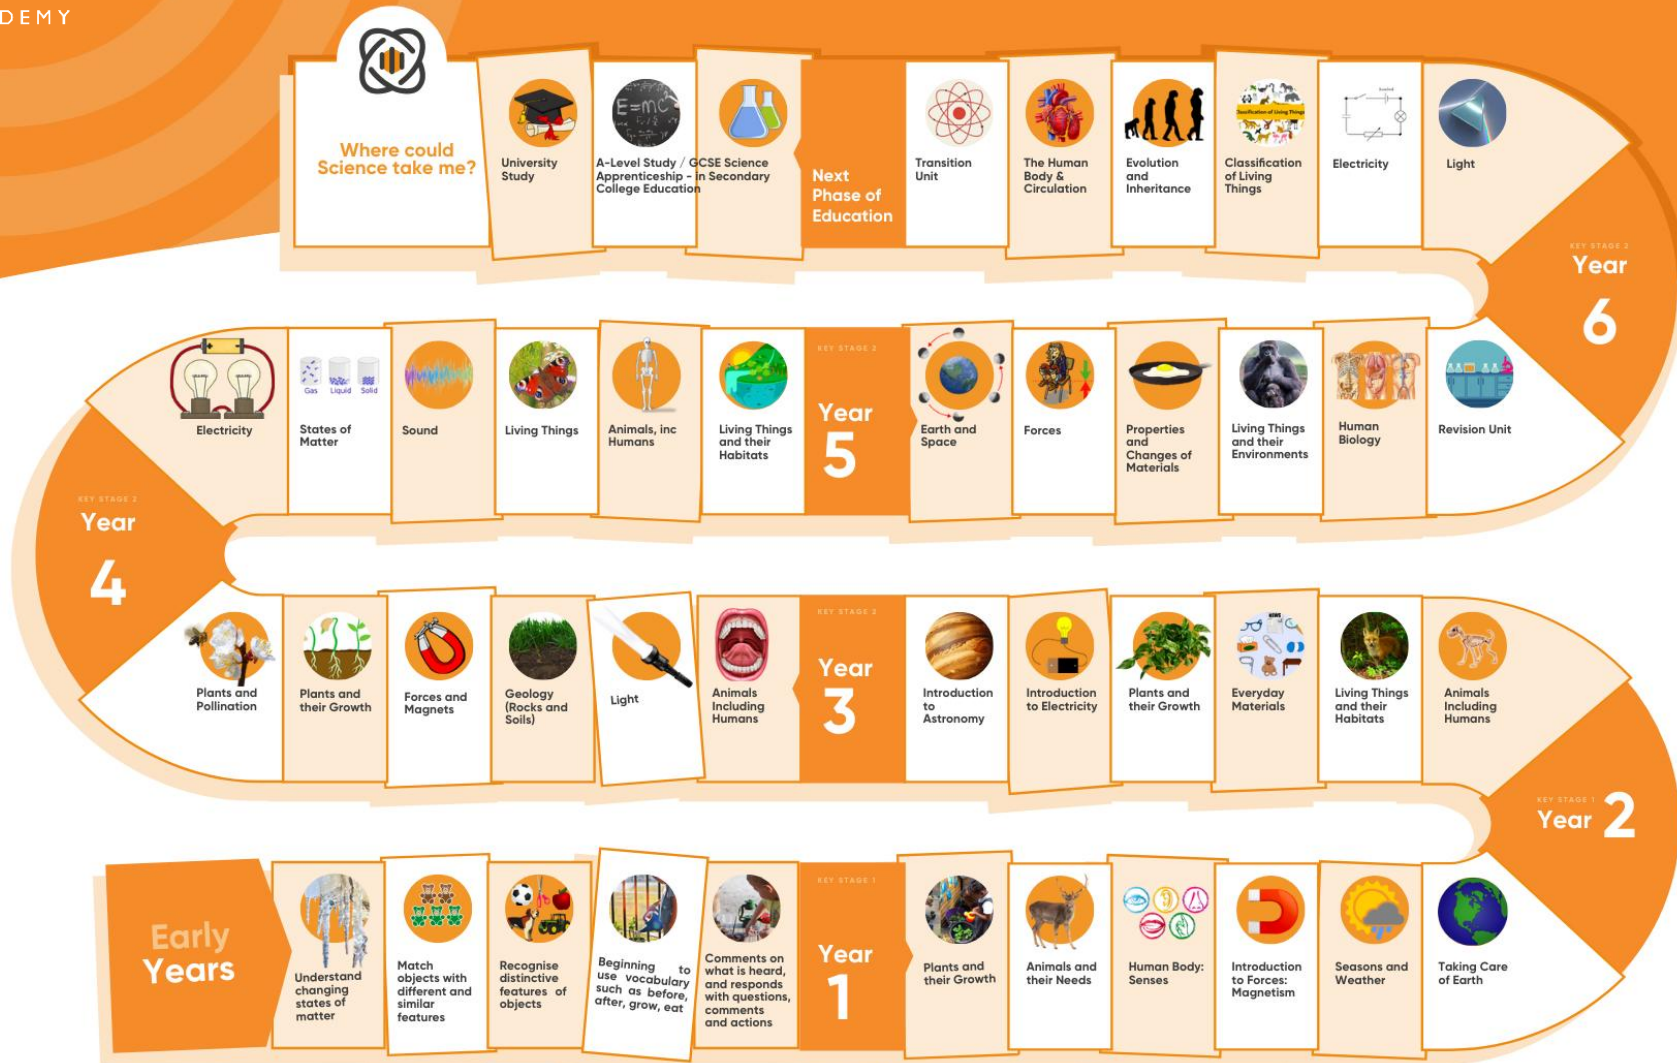 DEMY
Where could
Science take me?
University
Study
A-Level Study /
Apprenticeship -
College Education
GCSE Science
in Secondary
Next
Phase of
Education
Transition
Unit
The Human
Body &
Circulation
Evolution
and
Inheritance
Classification
of Living
Things
Electricity
Light
E=mc²
Classification of Living Things
KEY STAGE 2
Year
6
Electricity
States of
Matter
Gas
Liquid
Solid
Sound
Living Things
Animals, inc
Humans
Living Things
and their
Habitats
KEY STAGE 2
Year
5
Earth and
Space
Forces
Properties
and
Changes of
Materials
Living Things
and their
Environments
Human
Biology
Revision Unit
KEY STAGE 2
Year
4
Plants and
Pollination
Plants and
their Growth
Forces and
Magnets
Geology
(Rocks and
Soils)
Light
Animals
Including
Humans
KEY STAGE 2
Year
3
Introduction
to
Astronomy
Introduction
to Electricity
Plants and
their Growth
Everyday
Materials
NEWS
Living Things
and their
Habitats
Animals
Including
Humans
KEY STAGE 1
Year 2
Early
Years
Understand
changing
states of
matter
Match
objects with
different and
similar
features
Recognise
distinctive
features of
objects
Beginning to
use vocabulary
such as before,
after, grow, eat
Comments on
what is heard,
and responds
with questions,
comments
and actions
KEY STAGE 1
Year
1
Plants and
their Growth
Animals and
their Needs
Human Body:
Senses
Introduction
to Forces:
Magnetism
Seasons and
Weather
Taking Care
of Earth